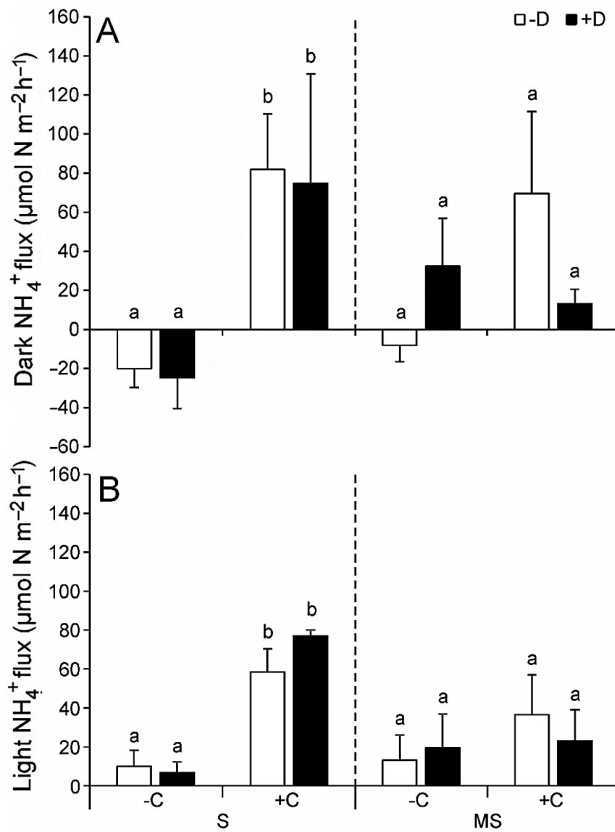 A
-D +D
Dark NH₄⁺ flux (µmol N m⁻²h⁻¹)
160
140
120
100
80
60
40
20
0
-20
-40
-60
a a b b a a a a
B
Light NH₄⁺ flux (µmol N m⁻²h⁻¹)
160
140
120
100
80
60
40
20
0
a a b b a a a a
-C +C -C +C
S MS